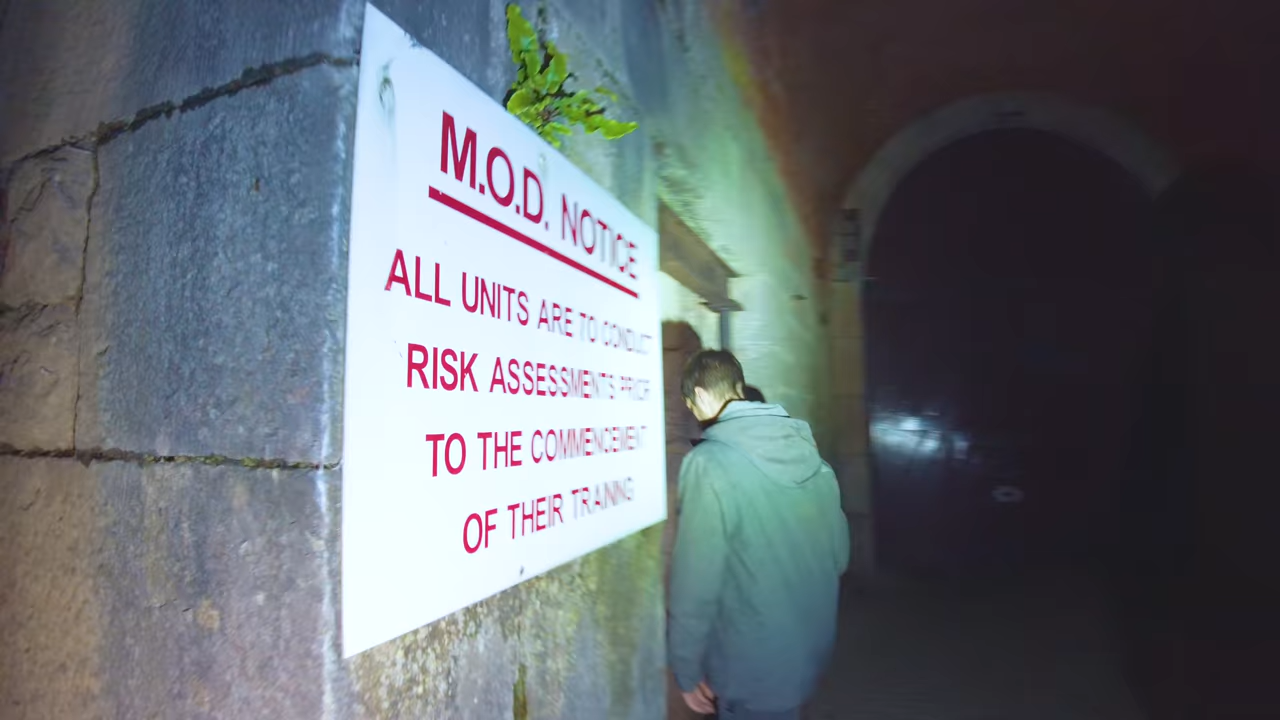 M.O.D. NOTICE
ALL UNITS ARE TO CONDUCT
RISK ASSESSMENTS PRIOR
TO THE COMMENCEMENT
OF THEIR TRAINING